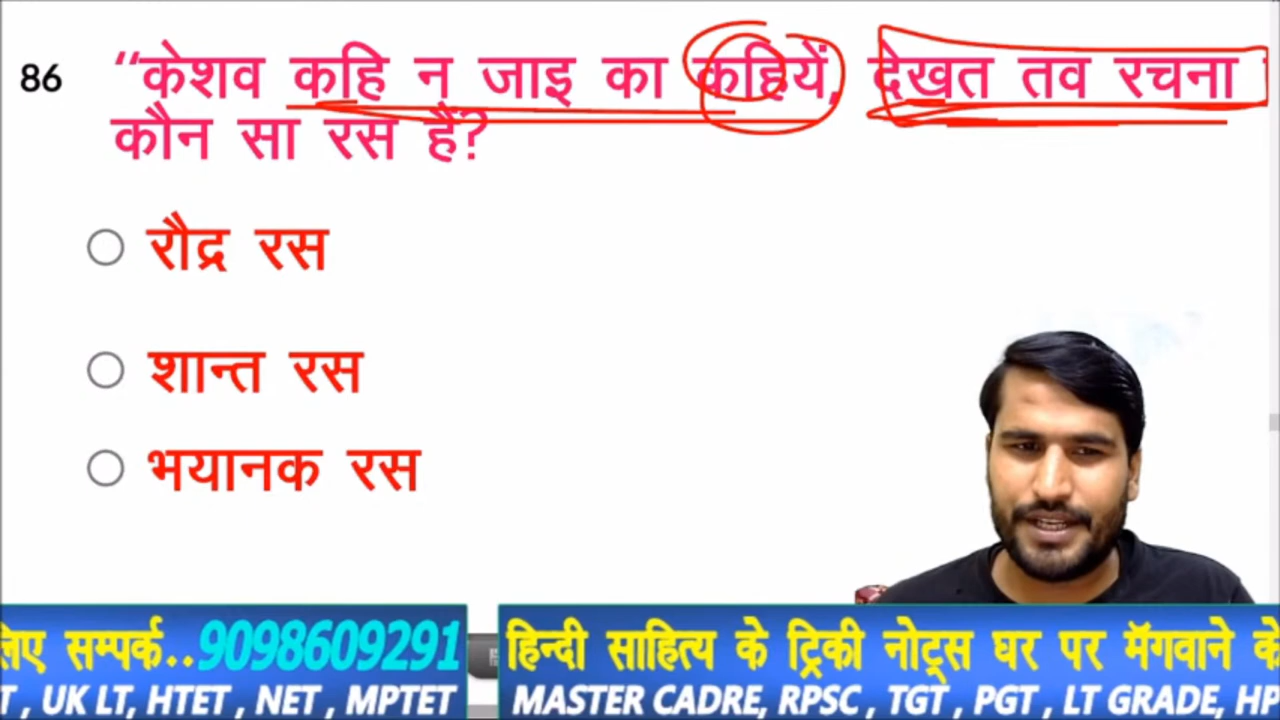 86 “केशव कहि न जाइ का कहियें, देखत तव रचना
कौन सा रस हैं?
रौद्र रस
शान्त रस
भयानक रस
लिए सम्पर्क..9098609291 हिन्दी साहित्य के ट्रिकी नोट्स घर पर मॅगवाने के
T , UK LT, HTET , NET , MPTET MASTER CADRE, RPSC , TGT , PGT , LT GRADE, HP